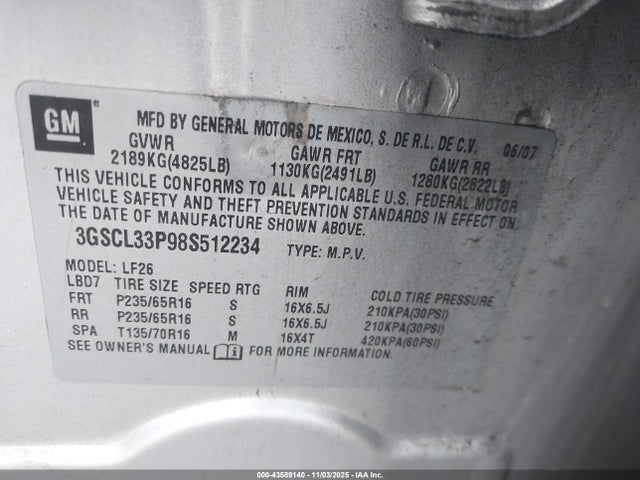 GM ®
MFD BY GENERAL MOTORS DE MEXICO, S. DE R.L. DE C.V. 06/07
GVWR GAWR FRT GAWR RR
2189KG(4825LB) 1130KG(2491LB) 1280KG(2822LB)
THIS VEHICLE CONFORMS TO ALL APPLICABLE U.S. FEDERAL MOTOR
VEHICLE SAFETY AND THEFT PREVENTION STANDARDS IN EFFECT ON
THE DATE OF MANUFACTURE SHOWN ABOVE.
3GSCL33P98S512234 TYPE: M.P.V.
MODEL: LF26
LBD7 TIRE SIZE SPEED RTG RIM COLD TIRE PRESSURE
FRT P235/65R16 S 16X6.5J 210KPA(30PSI)
RR P235/65R16 S 16X6.5J 210KPA(30PSI)
SPA T135/70R16 M 16X4T 420KPA(60PSI)
SEE OWNER'S MANUAL FOR MORE INFORMATION.
000-43589140 - 11/03/2025 - IAA Inc.